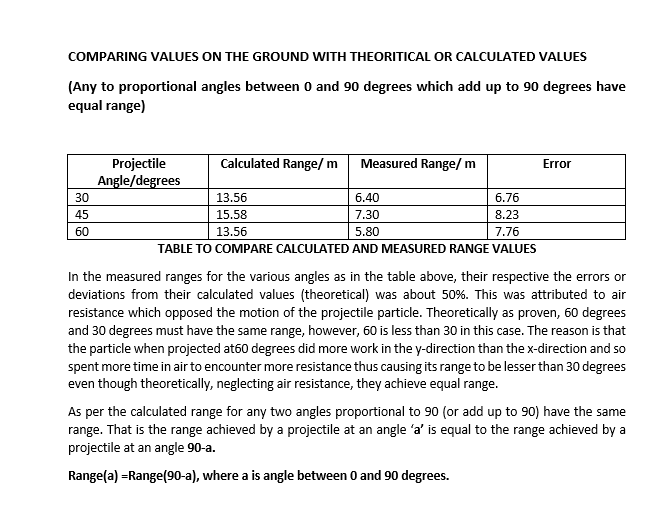 COMPARING VALUES ON THE GROUND WITH THEORITICAL OR CALCULATED VALUES
(Any to proportional angles between 0 and 90 degrees which add up to 90 degrees have
equal range)
Projectile Angle/degrees Calculated Range/ m Measured Range/ m Error
30 13.56 6.40 6.76
45 15.58 7.30 8.23
60 13.56 5.80 7.76
TABLE TO COMPARE CALCULATED AND MEASURED RANGE VALUES
In the measured ranges for the various angles as in the table above, their respective the errors or
deviations from their calculated values (theoretical) was about 50%. This was attributed to air
resistance which opposed the motion of the projectile particle. Theoretically as proven, 60 degrees
and 30 degrees must have the same range, however, 60 is less than 30 in this case. The reason is that
the particle when projected at60 degrees did more work in the y-direction than the x-direction and so
spent more time in air to encounter more resistance thus causing its range to be lesser than 30 degrees
even though theoretically, neglecting air resistance, they achieve equal range.
As per the calculated range for any two angles proportional to 90 (or add up to 90) have the same
range. That is the range achieved by a projectile at an angle ‘a’ is equal to the range achieved by a
projectile at an angle 90-a.
Range(a) =Range(90-a), where a is angle between 0 and 90 degrees.